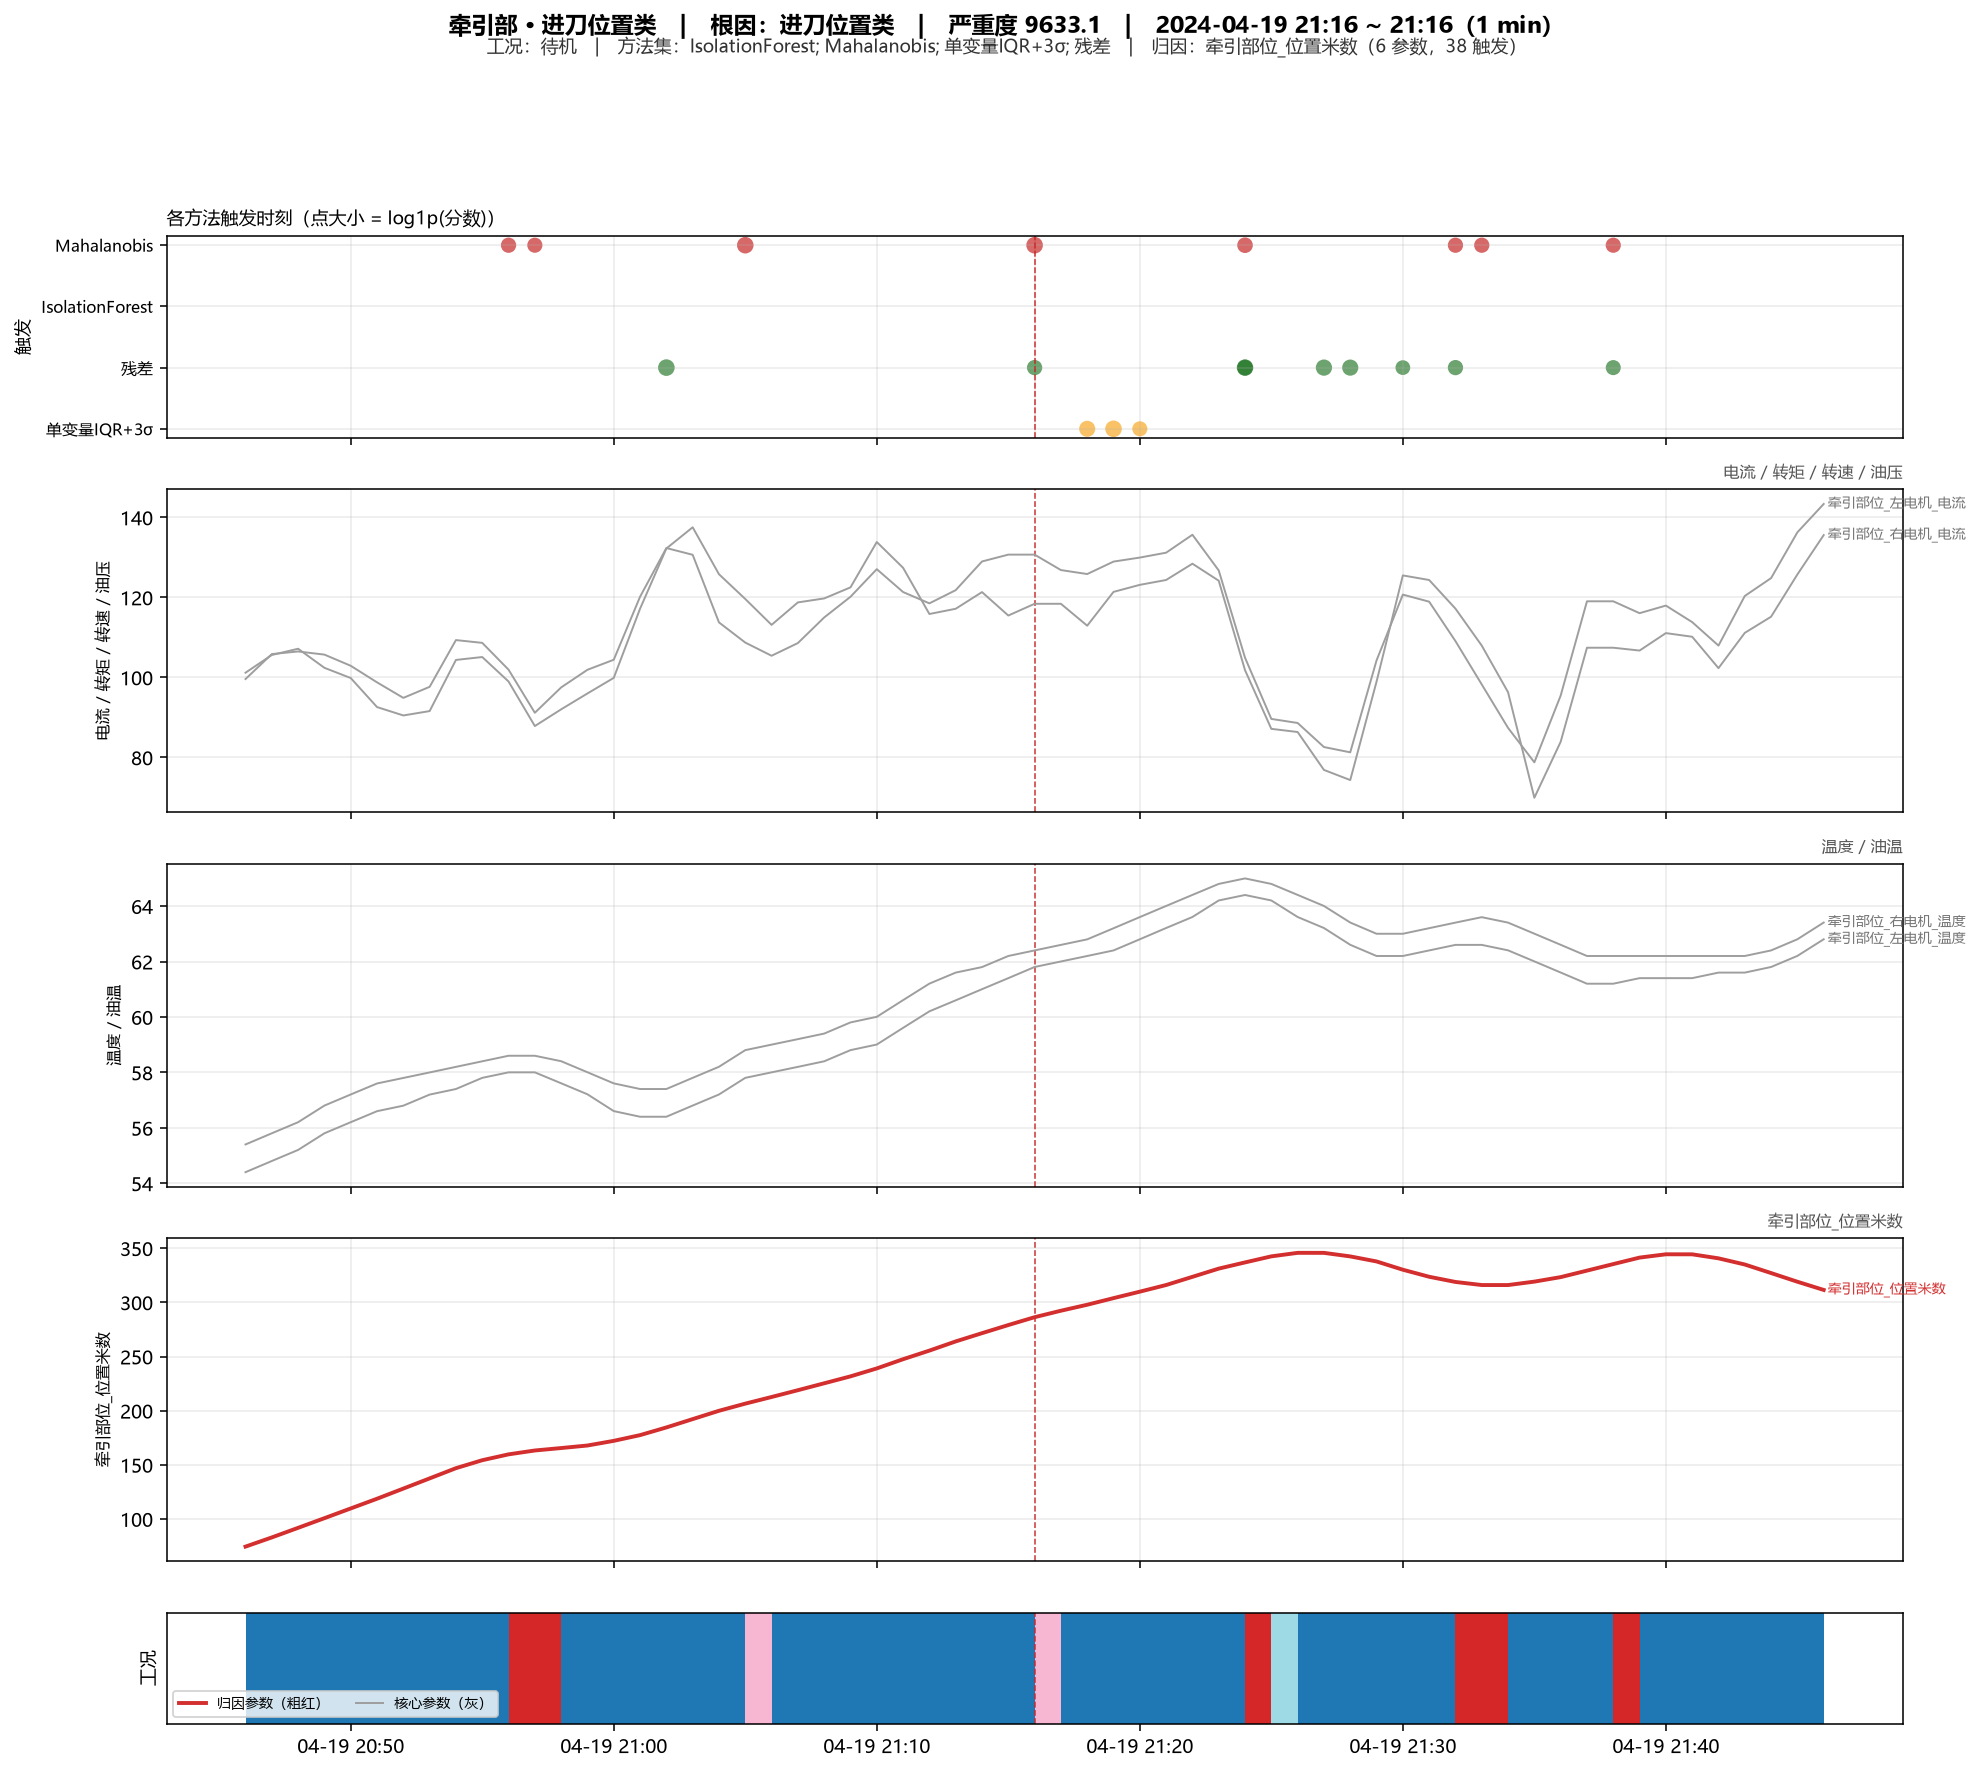 牵引部 • 进刀位置类 | 根因：进刀位置类 | 严重度 9633.1 | 2024-04-19 21:16 ~ 21:16（1 min）
工况：待机 | 方法集：IsolationForest; Mahalanobis; 单变量IQR+3σ; 残差 | 归因：牵引部位_位置米数（6 参数，38 触发）
各方法触发时刻（点大小 = log1p(分数)）
触发
Mahalanobis
IsolationForest
残差
单变量IQR+3σ
电流 / 转矩 / 转速 / 油压
电流 / 转矩 / 转速 / 油压
140
120
100
80
牵引部位_左电机_电流
牵引部位_右电机_电流
温度 / 油温
温度 / 油温
64
62
60
58
56
54
牵引部位_右电机_温度
牵引部位_左电机_温度
牵引部位_位置米数
牵引部位_位置米数
350
300
250
200
150
100
牵引部位_位置米数
工况
归因参数（粗红） 核心参数（灰）
04-19 20:50 04-19 21:00 04-19 21:10 04-19 21:20 04-19 21:30 04-19 21:40